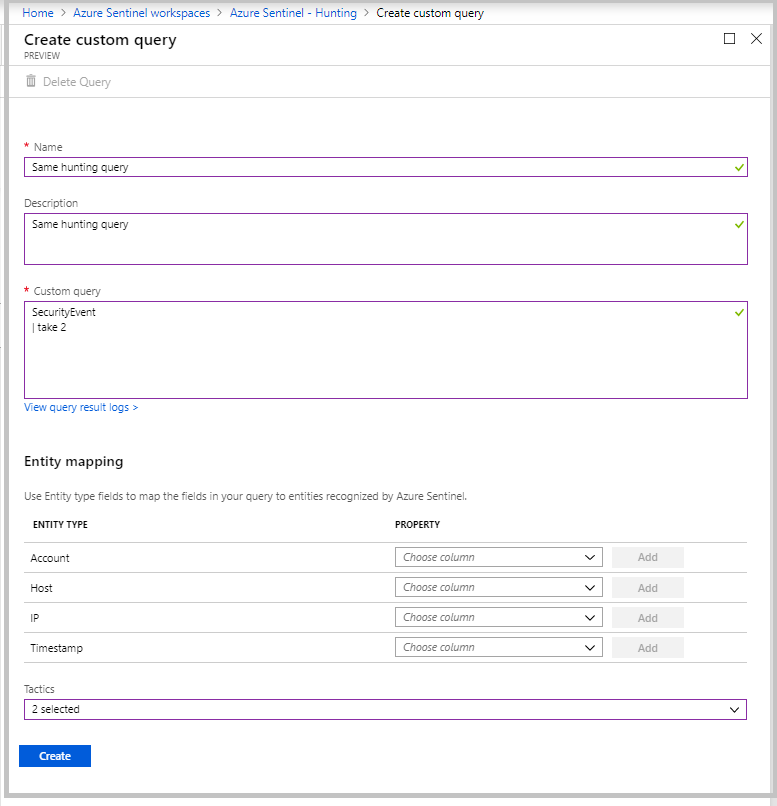 Home > Azure Sentinel workspaces > Azure Sentinel - Hunting > Create custom query
Create custom query
PREVIEW
Delete Query
* Name
Same hunting query
Description
Same hunting query
* Custom query
SecurityEvent
| take 2
View query result logs >
Entity mapping
Use Entity type fields to map the fields in your query to entities recognized by Azure Sentinel.
ENTITY TYPE PROPERTY
Account Choose column Add
Host Choose column Add
IP Choose column Add
Timestamp Choose column Add
Tactics
2 selected
Create